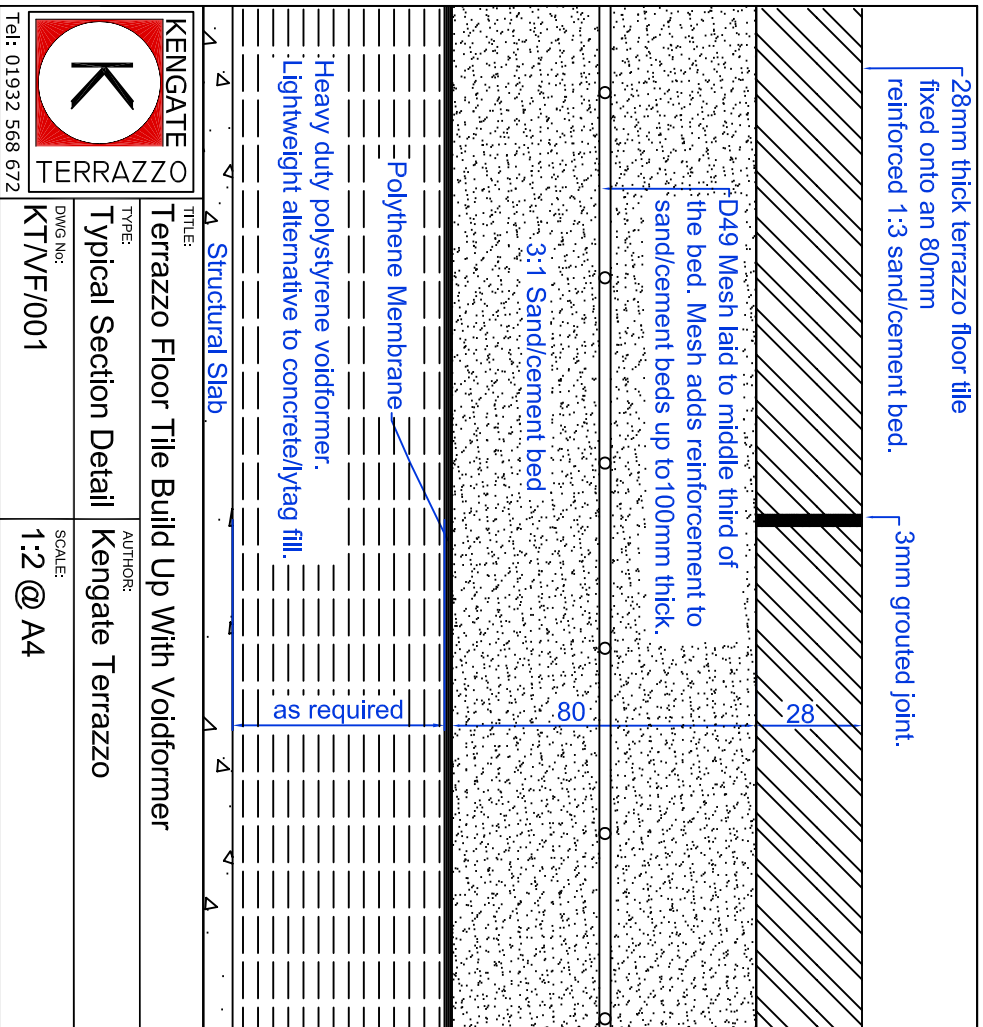 28mm thick terrazzo floor tile
fixed onto an 80mm
reinforced 1:3 sand/cement bed.
3mm grouted joint.
28
D49 Mesh laid to middle third of
the bed. Mesh adds reinforcement to
sand/cement beds up to100mm thick.
80
3:1 Sand/cement bed
Polythene Membrane
as required
Heavy duty polystyrene voidformer.
Lightweight alternative to concrete/lytag fill.
Structural Slab
KENGATE
K
TERRAZZO
Tel: 01932 568 672
TITLE:
Terrazzo Floor Tile Build Up With Voidformer
TYPE:
Typical Section Detail
AUTHOR:
Kengate Terrazzo
DWG No:
KT/VF/001
SCALE:
1:2 @ A4